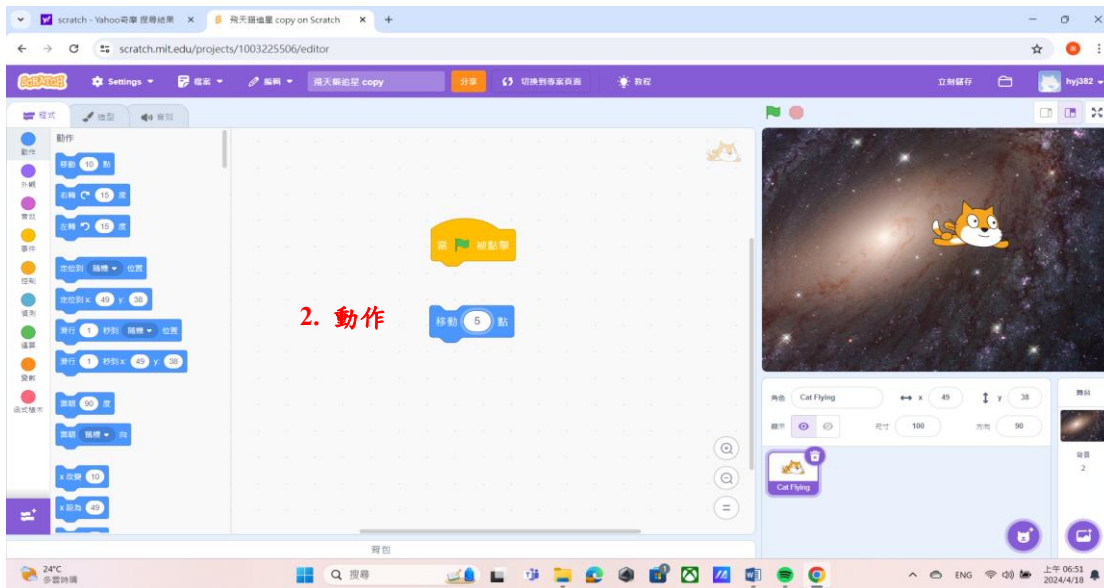 scratch - Yahoo奇摩 搜尋結果
飛天貓追星 copy on Scratch
scratch.mit.edu/projects/1003225506/editor
SCRATCH
Settings
檔案
編輯
飛天貓追星 copy
分享
切換到專案頁面
教程
立刻儲存
hyj382
程式
造型
音效
動作
外觀
音效
事件
控制
偵測
運算
變數
函式積木
動作
移動 10 點
右轉 15 度
左轉 15 度
定位到 隨機 位置
定位到 x: 49 y: 38
滑行 1 秒到 隨機 位置
滑行 1 秒到 x: 49 y: 38
面朝 90 度
面朝 鼠標 向
x 改變 10
x 設為 49
當 被點擊
2. 動作
移動 5 點
角色 Cat Flying x 49 y 38
顯示 尺寸 100 方向 90
Cat Flying
舞台
背景
2
背包
24°C
多雲時晴
搜尋
ENG
上午 06:51
2024/4/18